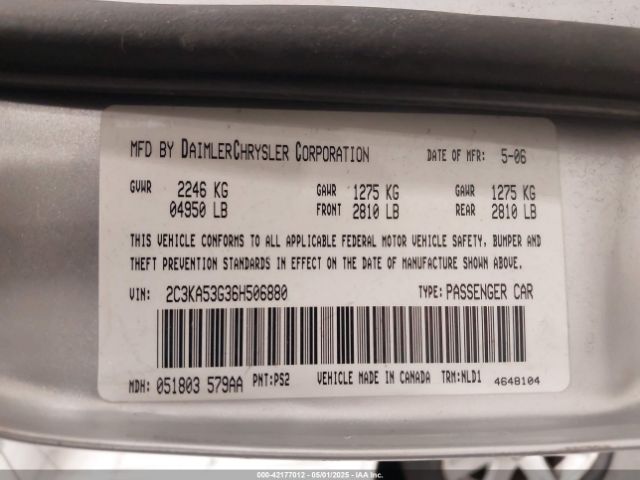 MFD BY DAIMLERCHRYSLER CORPORATION DATE OF MFR: 5-06
GVWR 2246 KG GAWR 1275 KG GAWR 1275 KG
04950 LB FRONT 2810 LB REAR 2810 LB
THIS VEHICLE CONFORMS TO ALL APPLICABLE FEDERAL MOTOR VEHICLE SAFETY, BUMPER AND
THEFT PREVENTION STANDARDS IN EFFECT ON THE DATE OF MANUFACTURE SHOWN ABOVE.
VIN: 2C3KA53G36H506880 TYPE: PASSENGER CAR
MDH: 051803 579AA PNT:PS2 VEHICLE MADE IN CANADA TRM:NLD1 4648104
000-42177012 - 05/01/2025 - IAAI.COM